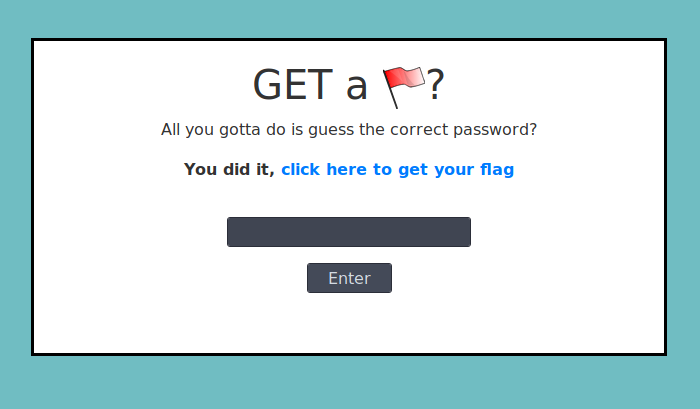 GET a 🚩?
All you gotta do is guess the correct password?
You did it, click here to get your flag
Enter